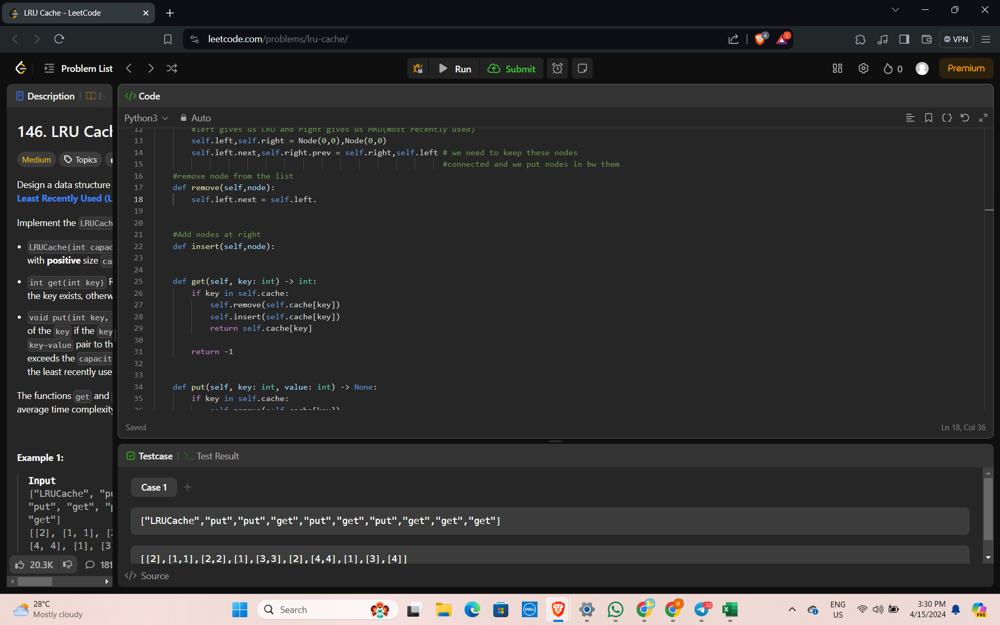 LRU Cache - LeetCode
leetcode.com/problems/lru-cache/
4
1
VPN
Problem List
Run
Submit
0
Premium
Description
146. LRU Cach
Medium
Topics
Design a data structure
Least Recently Used (L
Implement the LRUCach
LRUCache(int capac
with positive size ca
int get(int key) R
the key exists, otherw
void put(int key,
of the key if the key
key-value pair to th
exceeds the capacit
the least recently use
The functions get and
average time complexity
Example 1:
Input
["LRUCache", "pu
"put", "get", "p
"get"]
[[2], [1, 1], [2
[4, 4], [1], [3]
20.3K
181
</> Code
Python3
Auto
12 #left gives us LRU and right gives us MRU(most recently used)
13 self.left,self.right = Node(0,0),Node(0,0)
14 self.left.next,self.right.prev = self.right,self.left # we need to keep these nodes
15 #connected and we put nodes in bw them
16 #remove node from the list
17 def remove(self,node):
18 self.left.next = self.left.
19
20
21 #Add nodes at right
22 def insert(self,node):
23
24
25 def get(self, key: int) -> int:
26 if key in self.cache:
27 self.remove(self.cache[key])
28 self.insert(self.cache[key])
29 return self.cache[key]
30
31 return -1
32
33
34 def put(self, key: int, value: int) -> None:
35 if key in self.cache:
36 self.remove(self.cache[key])
Saved
Ln 18, Col 36
Testcase
Test Result
Case 1
["LRUCache","put","put","get","put","get","put","get","get","get"]
[[2],[1,1],[2,2],[1],[3,3],[2],[4,4],[1],[3],[4]]
</> Source
28°C
Mostly cloudy
Search
DELL
K
92
ENG
US
3:30 PM
4/15/2024
PRE